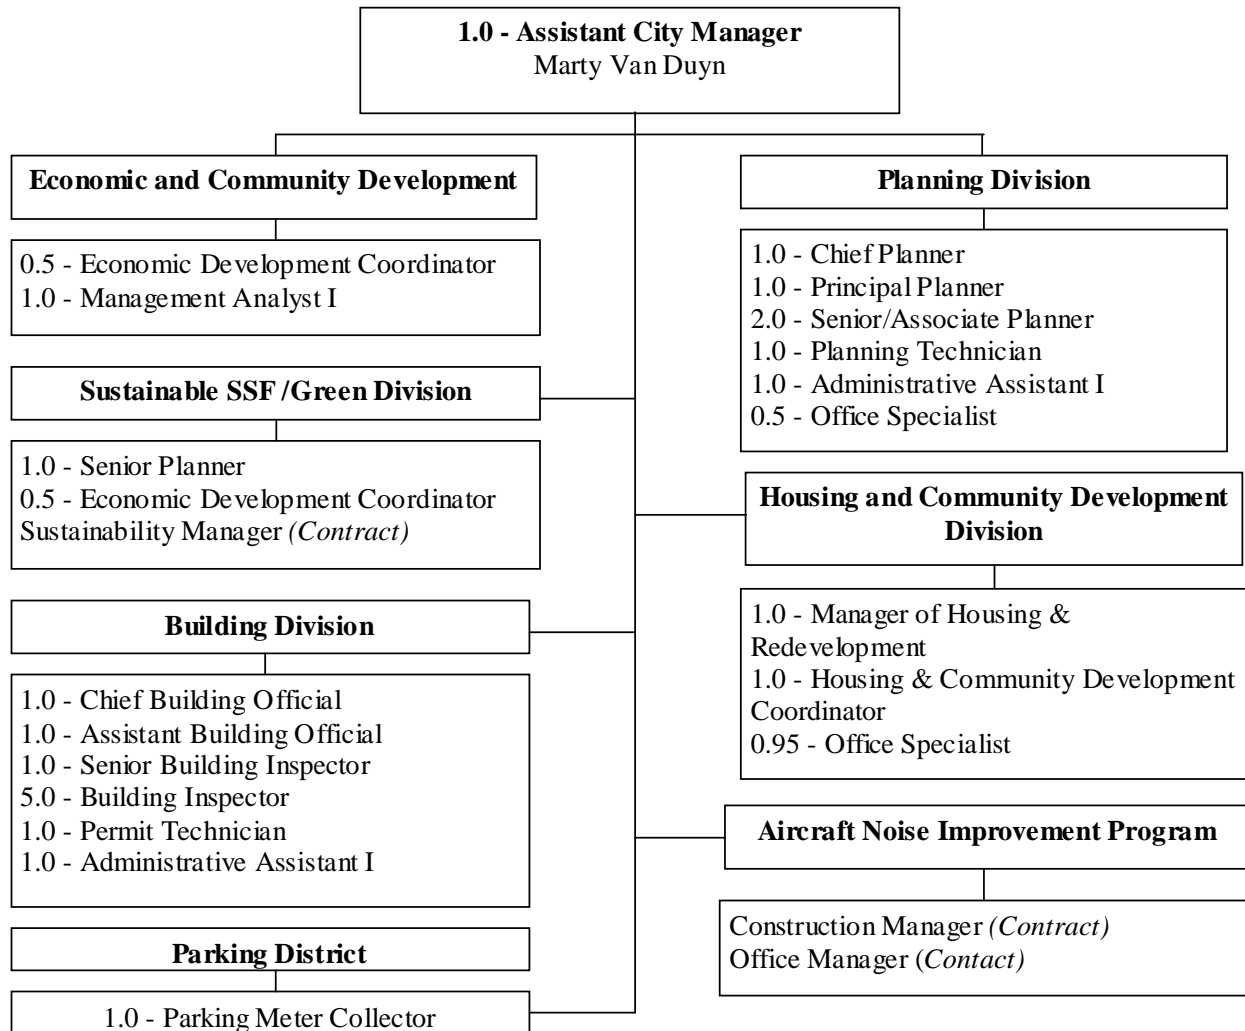 1.0 - Assistant City Manager
Marty Van Duyn
Economic and Community Development
0.5 - Economic Development Coordinator
1.0 - Management Analyst I
Sustainable SSF /Green Division
1.0 - Senior Planner
0.5 - Economic Development Coordinator
Sustainability Manager (Contract)
Building Division
1.0 - Chief Building Official
1.0 - Assistant Building Official
1.0 - Senior Building Inspector
5.0 - Building Inspector
1.0 - Permit Technician
1.0 - Administrative Assistant I
Parking District
1.0 - Parking Meter Collector
Planning Division
1.0 - Chief Planner
1.0 - Principal Planner
2.0 - Senior/Associate Planner
1.0 - Planning Technician
1.0 - Administrative Assistant I
0.5 - Office Specialist
Housing and Community Development
Division
1.0 - Manager of Housing &
Redevelopment
1.0 - Housing & Community Development
Coordinator
0.95 - Office Specialist
Aircraft Noise Improvement Program
Construction Manager (Contract)
Office Manager (Contact)